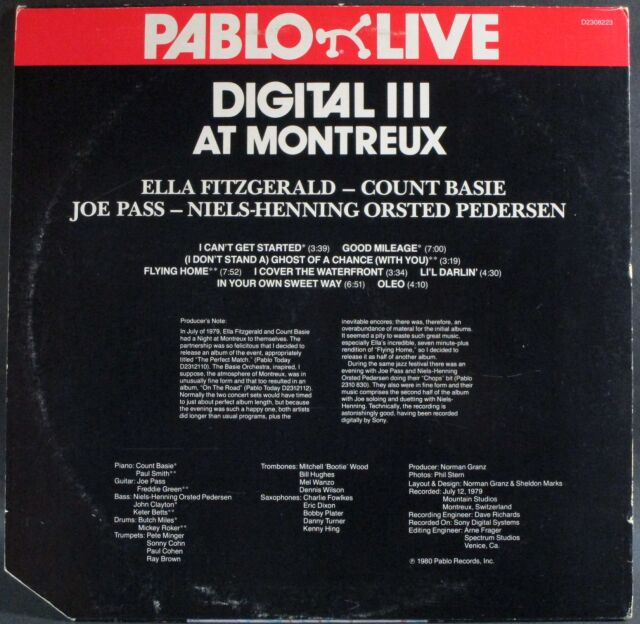 PABLO LIVE
D2308223
DIGITAL III
AT MONTREUX
ELLA FITZGERALD – COUNT BASIE
JOE PASS – NIELS-HENNING ORSTED PEDERSEN
I CAN'T GET STARTED* (3:39) GOOD MILEAGE* (7:00)
(I DON'T STAND A) GHOST OF A CHANCE (WITH YOU)** (3:19)
FLYING HOME** (7:52) I COVER THE WATERFRONT (3:34) LI'L DARLIN' (4:30)
IN YOUR OWN SWEET WAY (6:51) OLEO (4:10)
Producer's Note:
In July of 1979, Ella Fitzgerald and Count Basie
had a Night at Montreux to themselves. The
partnership was so felicitous that I decided to
release an album of the event, appropriately
titled "The Perfect Match." (Pablo Today
D2312110). The Basie Orchestra, inspired, I
suppose, the atmosphere of Montreux, was in
unusually fine form and that too resulted in an
album, "On The Road" (Pablo Today D2312112).
Normally the two concert sets would have timed
to just about perfect album length, but because
the evening was such a happy one, both artists
did longer than usual programs, plus the
inevitable encores; there was, therefore, an
overabundance of material for the initial albums.
It seemed a pity to waste such great music,
especially Ella's incredible, seven minute-plus
rendition of "Flying Home," so I decided to
release it as half of another album.
During the same jazz festival there was an
evening with Joe Pass and Niels-Henning
Orsted Pedersen doing their "Chops" bit (Pablo
2310 830). They also were in fine form and their
music comprises the second half of the album
with Joe soloing and duetting with Niels-
Henning. Technically, the recording is
astonishingly good, having been recorded
digitally by Sony.
Piano: Count Basie*
Paul Smith**
Guitar: Joe Pass
Freddie Green**
Bass: Niels-Henning Orsted Pedersen
John Clayton*
Keter Betts**
Drums: Butch Miles*
Mickey Roker**
Trumpets: Pete Minger
Sonny Cohn
Paul Cohen
Ray Brown
Trombones: Mitchell 'Bootie' Wood
Bill Hughes
Mel Wanzo
Dennis Wilson
Saxophones: Charlie Fowlkes
Eric Dixon
Bobby Plater
Danny Turner
Kenny Hing
Producer: Norman Granz
Photos: Phil Stern
Layout & Design: Norman Granz & Sheldon Marks
Recorded: July 12, 1979
Mountain Studios
Montreux, Switzerland
Recording Engineer: Dave Richards
Recorded On: Sony Digital Systems
Editing Engineer: Arne Frager
Spectrum Studios
Venice, Ca.
℗ 1980 Pablo Records, Inc.